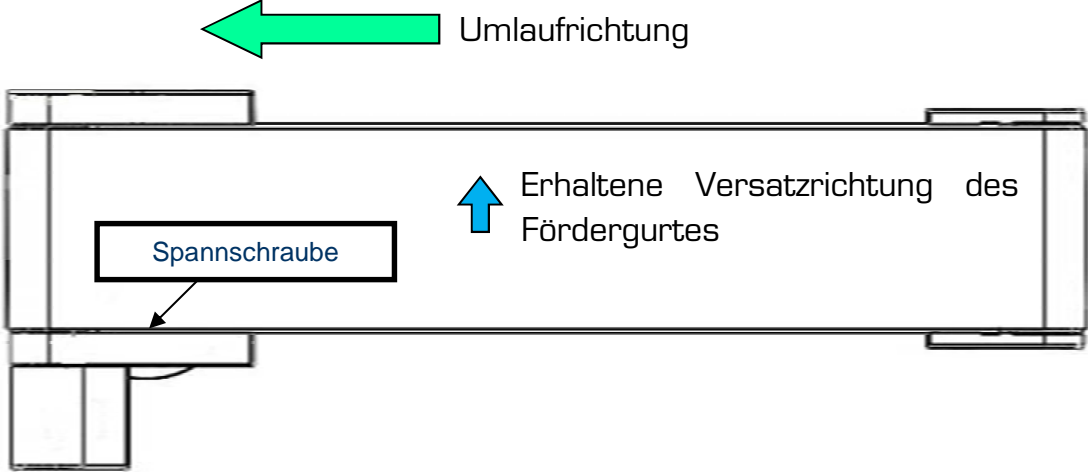 Umlaufrichtung
Erhaltene Versatzrichtung des
Fördergurtes
Spannschraube